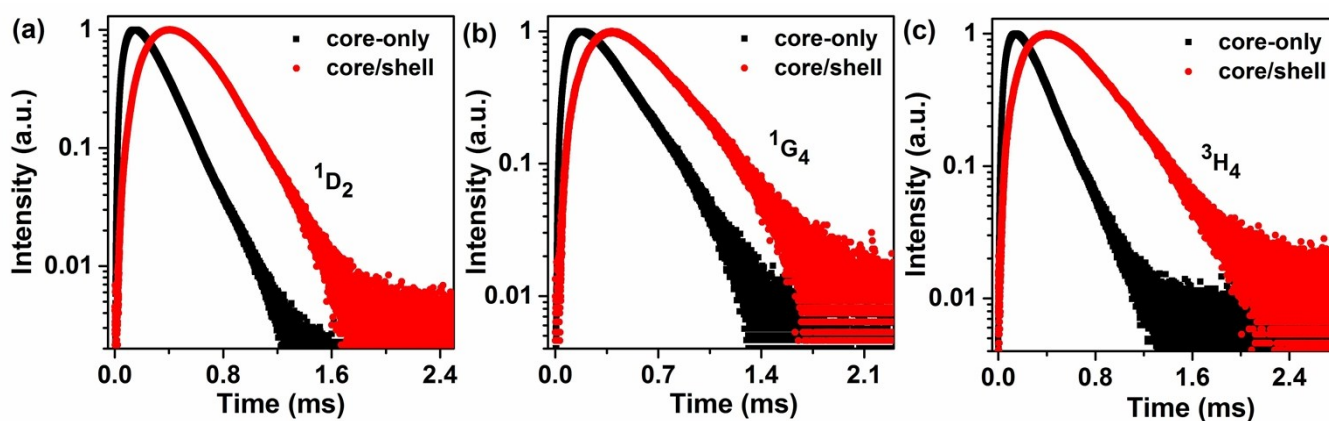 (a)
core-only
core/shell
¹D₂
Intensity (a.u.)
1
0.1
0.01
0.0 0.8 1.6 2.4
Time (ms)
(b)
core-only
core/shell
¹G₄
Intensity (a.u.)
1
0.1
0.01
0.0 0.7 1.4 2.1
Time (ms)
(c)
core-only
core/shell
³H₄
Intensity (a.u.)
1
0.1
0.01
0.0 0.8 1.6 2.4
Time (ms)